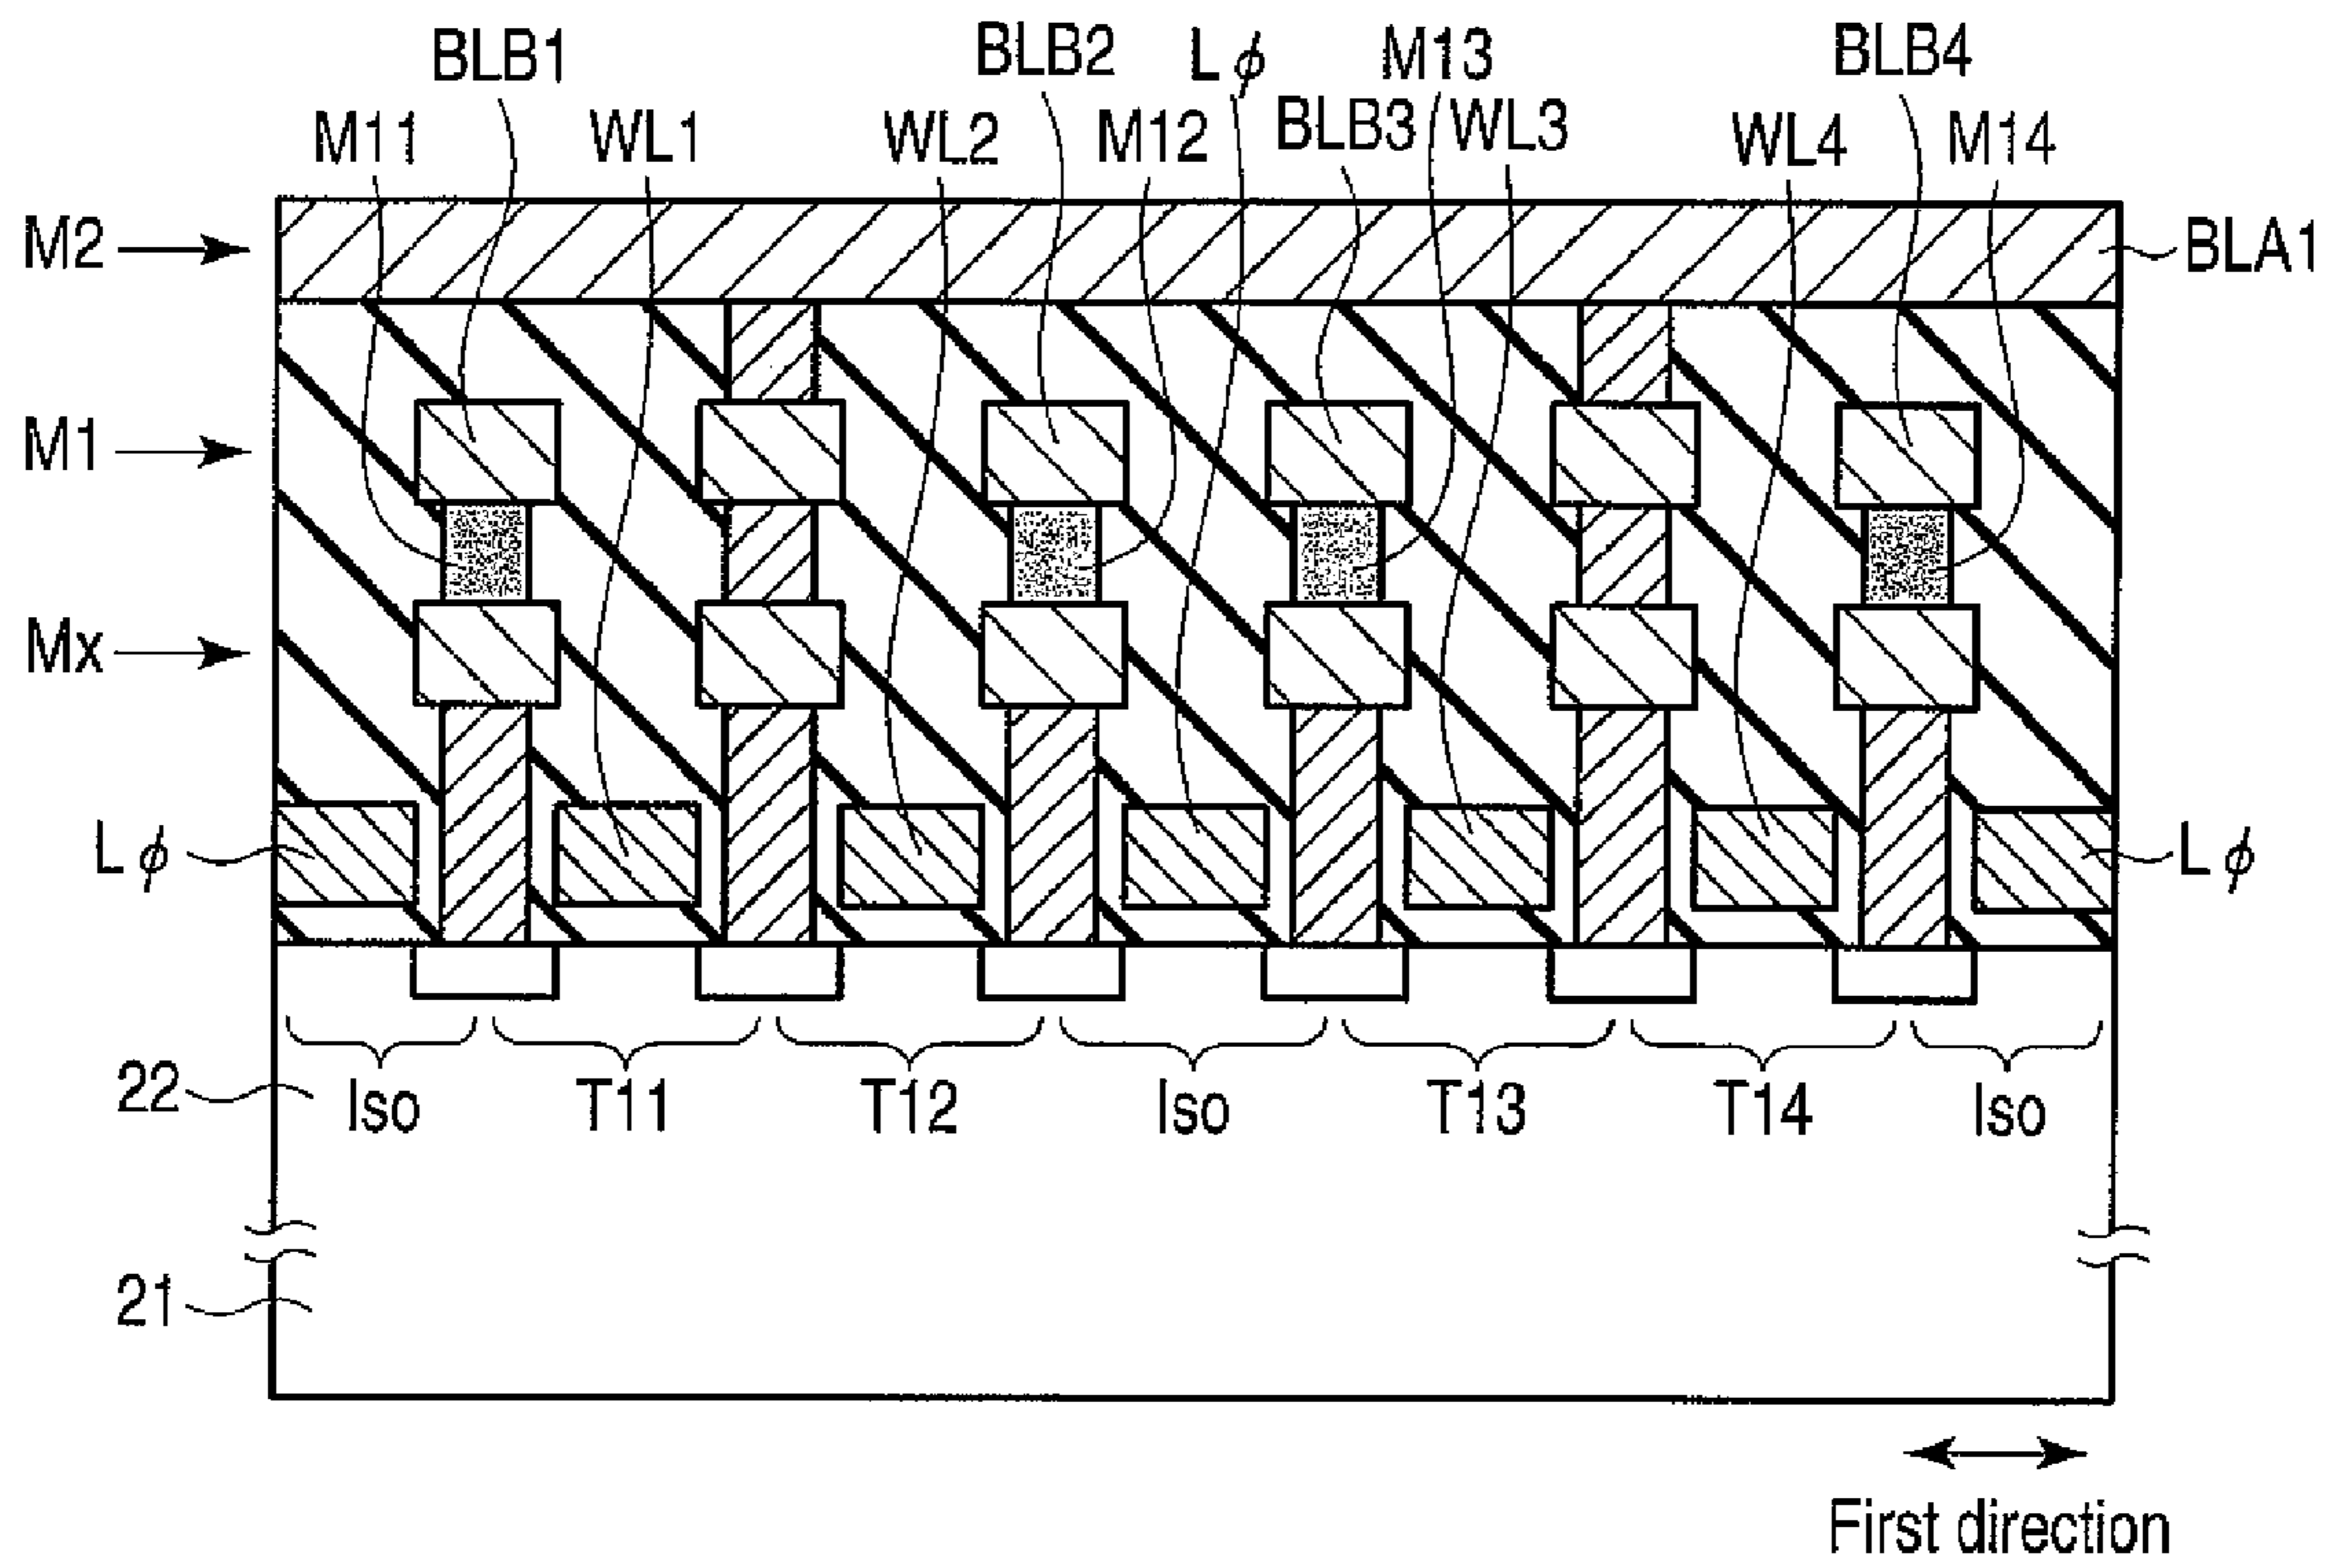 BLB1 BLB2 Lϕ M13 BLB4
M11 WL1 WL2 M12 BLB3 WL3 WL4 M14
M2 BLA1
M1
Mx
Lϕ Lϕ
22 Iso T11 T12 Iso T13 T14 Iso
21
First direction